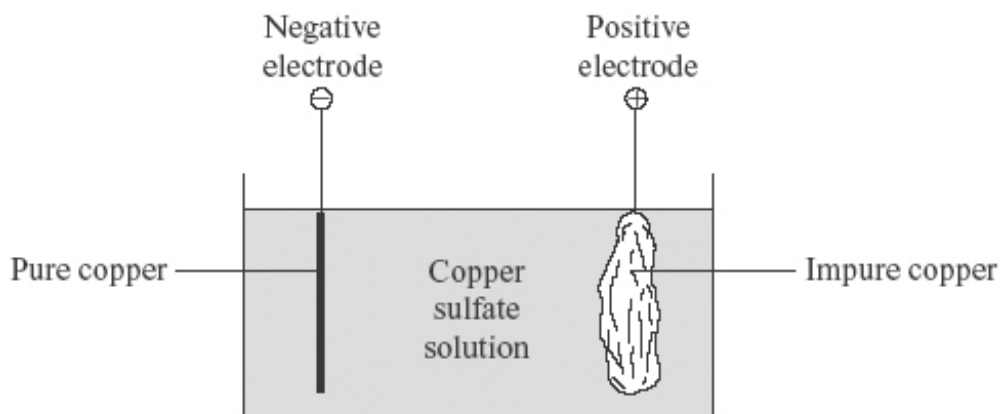 Negative
electrode
Positive
electrode
⊖
⊕
Pure copper
Copper
sulfate
solution
Impure copper